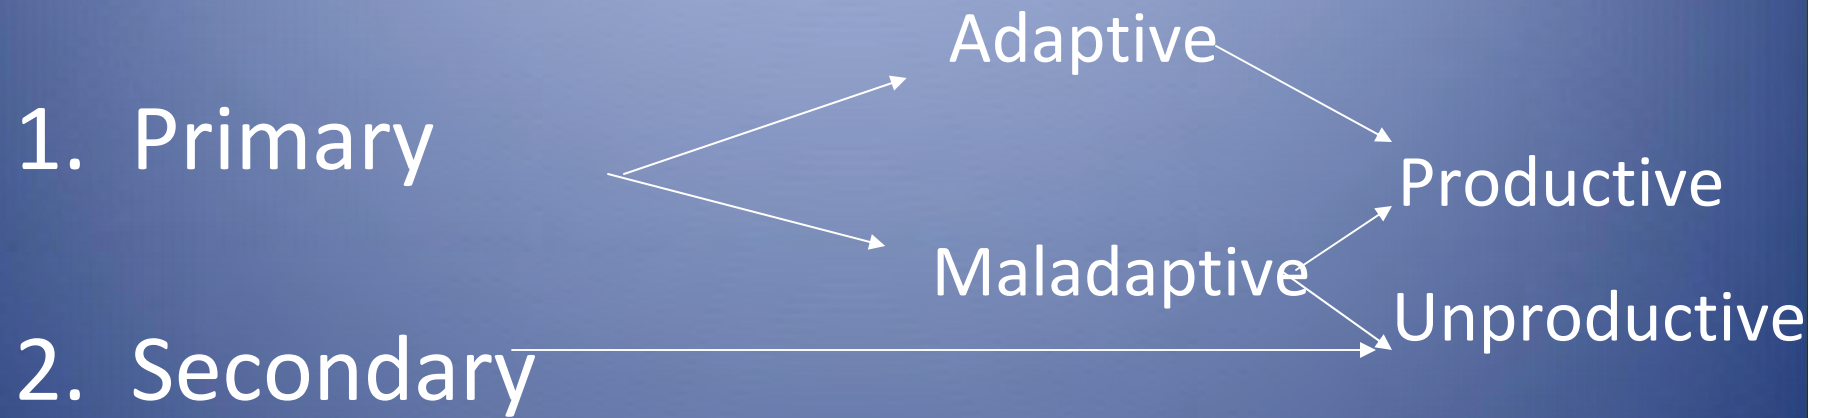 Adaptive
1. Primary
Productive
Maladaptive
Unproductive
2. Secondary